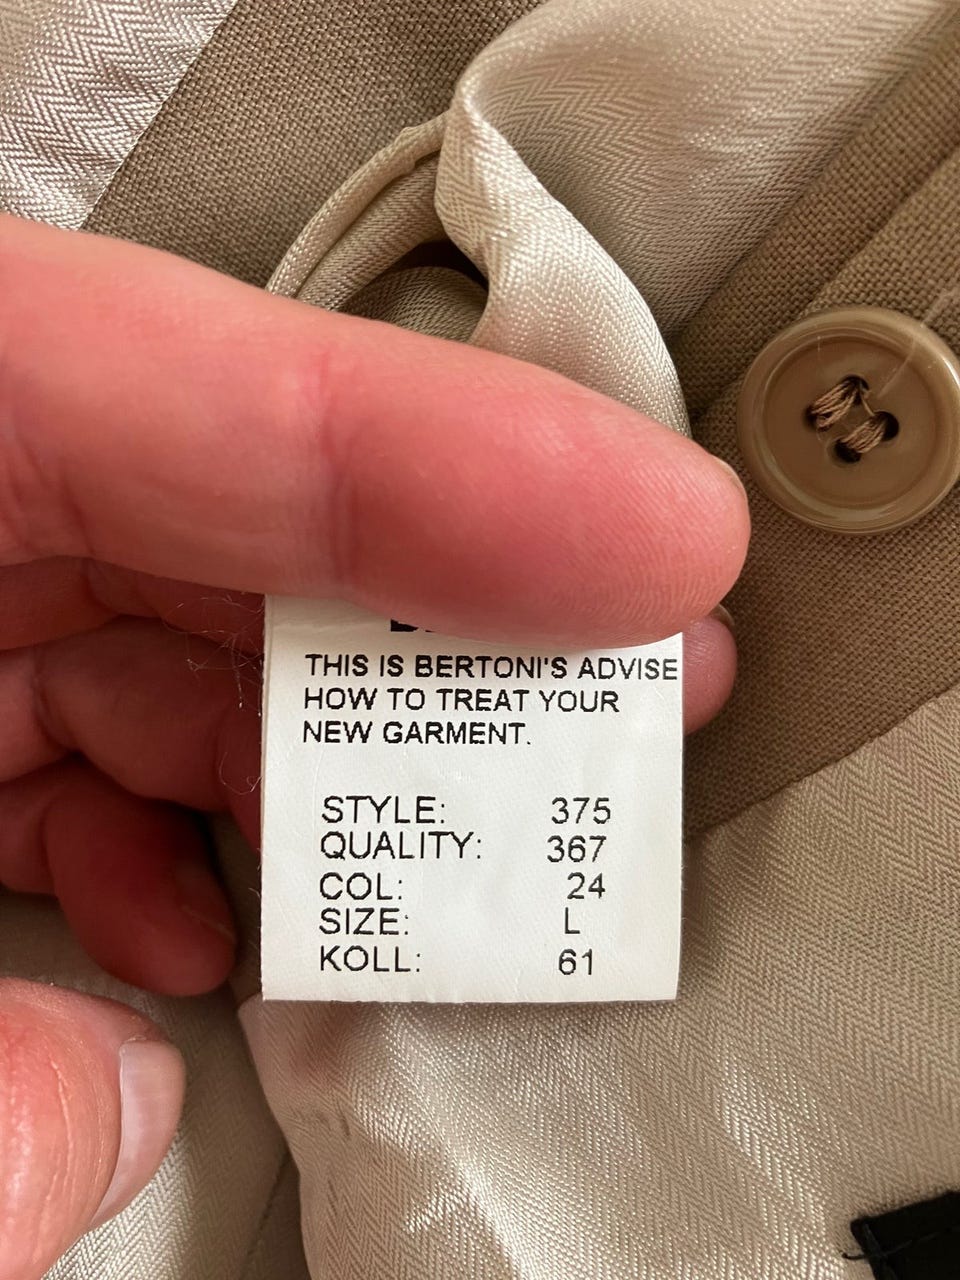 THIS IS BERTONI'S ADVISE
HOW TO TREAT YOUR
NEW GARMENT.
STYLE: 375
QUALITY: 367
COL: 24
SIZE: L
KOLL: 61